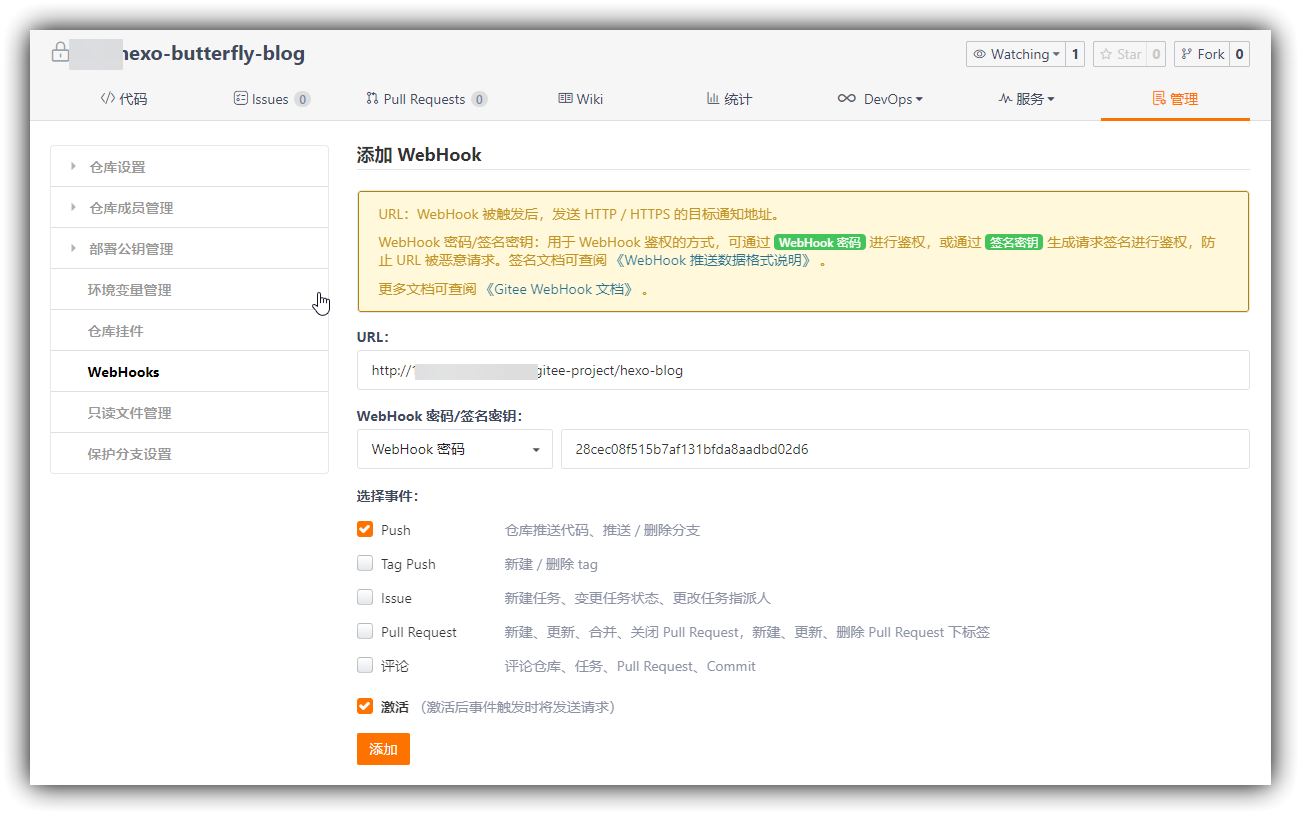 hexo-butterfly-blog
Watching 1 Star 0 Fork 0
代码 Issues 0 Pull Requests 0 Wiki 统计 DevOps 服务 管理
仓库设置
仓库成员管理
部署公钥管理
环境变量管理
仓库挂件
WebHooks
只读文件管理
保护分支设置
添加 WebHook
URL：WebHook 被触发后，发送 HTTP / HTTPS 的目标通知地址。
WebHook 密码/签名密钥：用于 WebHook 鉴权的方式，可通过 WebHook 密码 进行鉴权，或通过 签名密钥 生成请求签名进行鉴权，防
止 URL 被恶意请求。签名文档可查阅 《WebHook 推送数据格式说明》 。
更多文档可查阅 《Gitee WebHook 文档》 。
URL：
http:// gitee-project/hexo-blog
WebHook 密码/签名密钥：
WebHook 密码 28cec08f515b7af131bfda8aadbd02d6
选择事件：
Push 仓库推送代码、推送 / 删除分支
Tag Push 新建 / 删除 tag
Issue 新建任务、变更任务状态、更改任务指派人
Pull Request 新建、更新、合并、关闭 Pull Request，新建、更新、删除 Pull Request 下标签
评论 评论仓库、任务、Pull Request、Commit
激活 （激活后事件触发时将发送请求）
添加